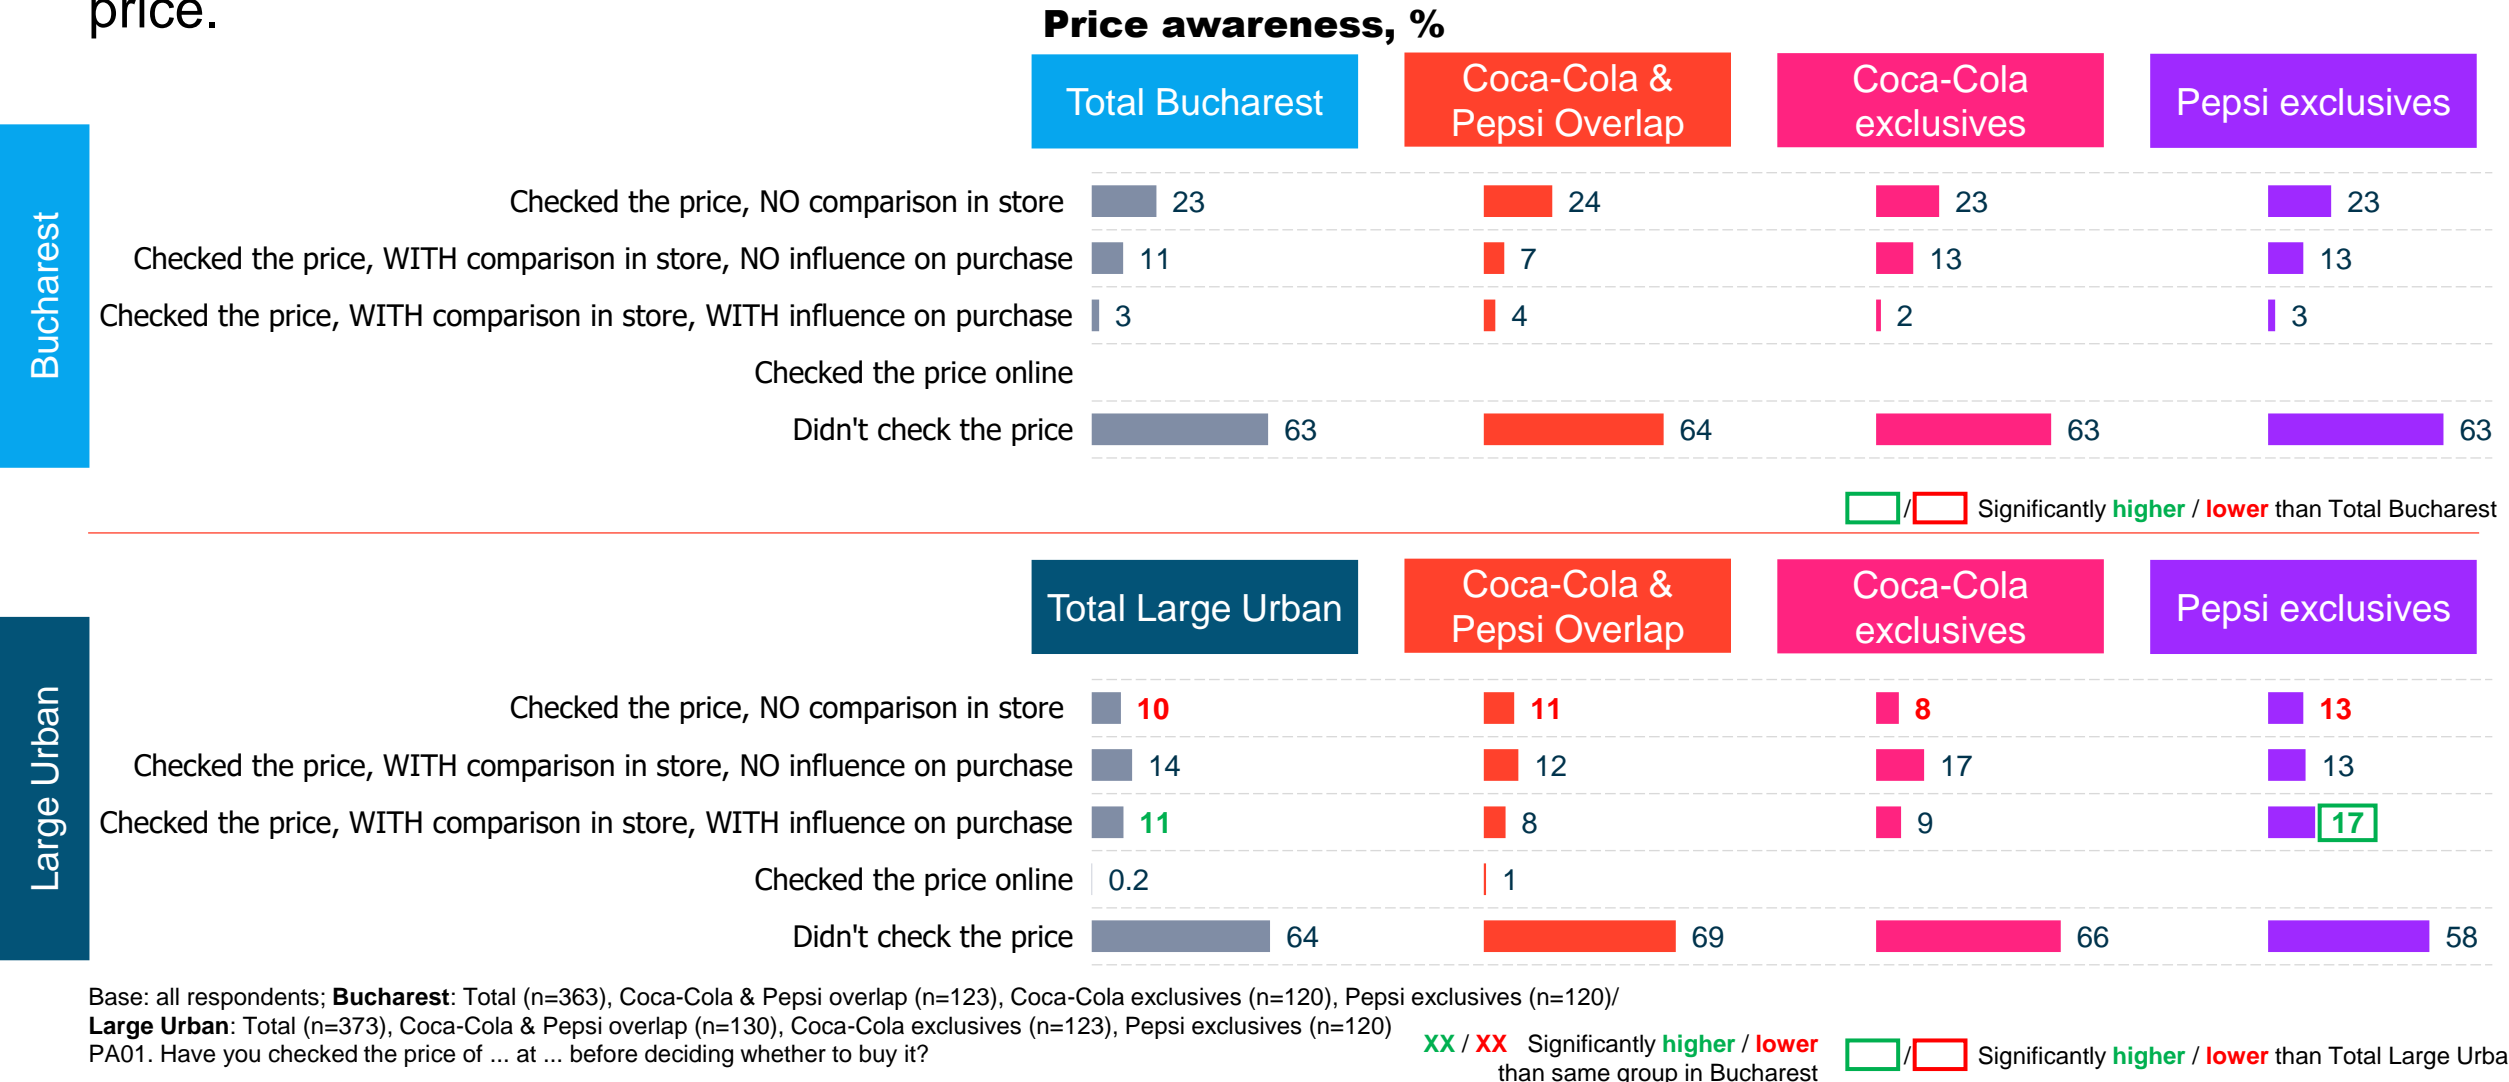 price.
Price awareness, %
Total Bucharest
Coca-Cola &
Pepsi Overlap
Coca-Cola
exclusives
Pepsi exclusives
Bucharest
Checked the price, NO comparison in store 23 24 23 23
Checked the price, WITH comparison in store, NO influence on purchase 11 7 13 13
Checked the price, WITH comparison in store, WITH influence on purchase 3 4 2 3
Checked the price online
Didn't check the price 63 64 63 63
/ Significantly higher / lower than Total Bucharest
Total Large Urban
Coca-Cola &
Pepsi Overlap
Coca-Cola
exclusives
Pepsi exclusives
Large Urban
Checked the price, NO comparison in store 10 11 8 13
Checked the price, WITH comparison in store, NO influence on purchase 14 12 17 13
Checked the price, WITH comparison in store, WITH influence on purchase 11 8 9 17
Checked the price online 0.2 1
Didn't check the price 64 69 66 58
Base: all respondents; Bucharest: Total (n=363), Coca-Cola & Pepsi overlap (n=123), Coca-Cola exclusives (n=120), Pepsi exclusives (n=120)/
Large Urban: Total (n=373), Coca-Cola & Pepsi overlap (n=130), Coca-Cola exclusives (n=123), Pepsi exclusives (n=120)
PA01. Have you checked the price of ... at ... before deciding whether to buy it?
XX / XX Significantly higher / lower
than same group in Bucharest
/ Significantly higher / lower than Total Large Urba